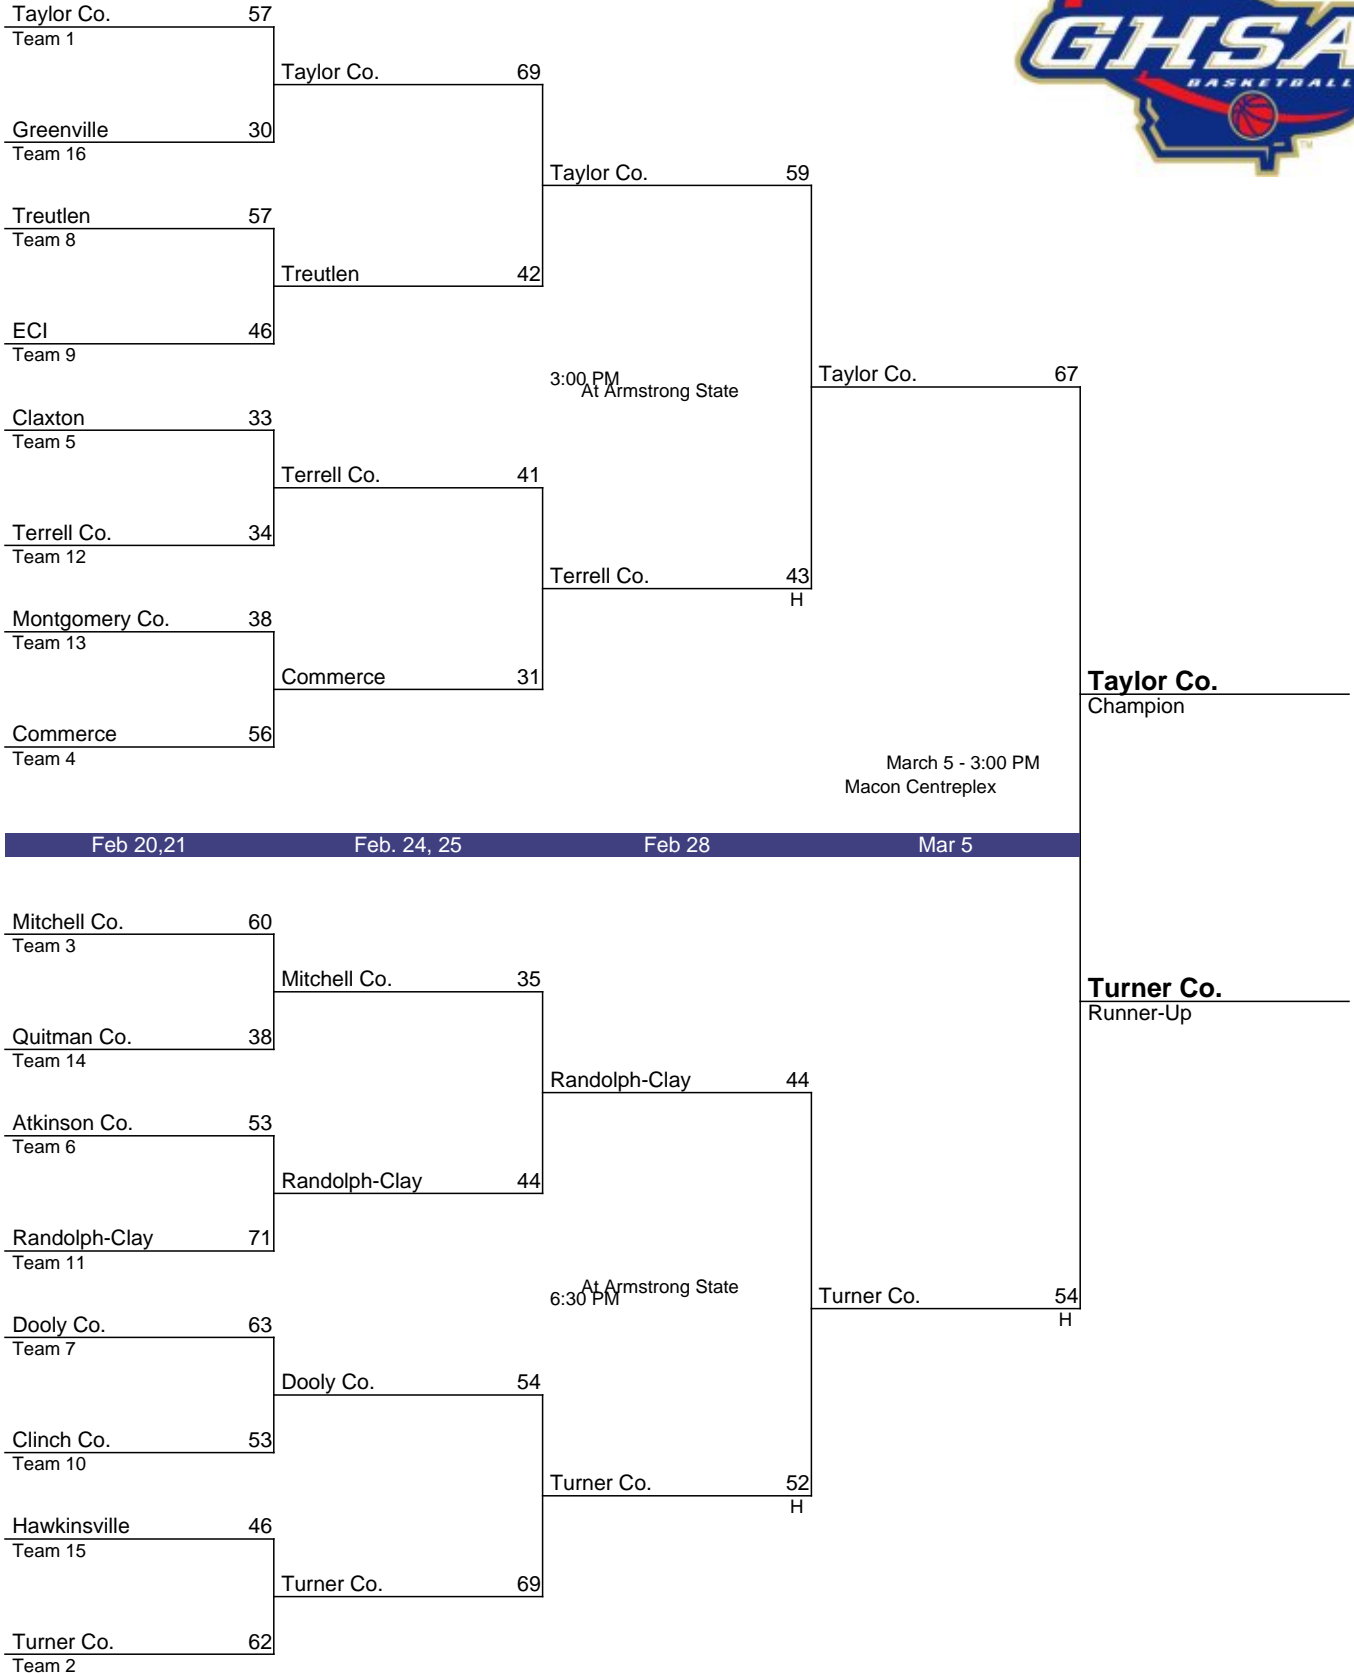 Taylor Co. 57
Team 1
Taylor Co. 69
Greenville 30
Team 16
Taylor Co. 59
Treutlen 57
Team 8
Treutlen 42
ECI 46
Team 9
3:00 PM
At Armstrong State
Taylor Co. 67
Claxton 33
Team 5
Terrell Co. 41
Terrell Co. 34
Team 12
Terrell Co. 43
H
Montgomery Co. 38
Team 13
Commerce 31
Commerce 56
Team 4
Taylor Co.
Champion
March 5 - 3:00 PM
Macon Centreplex
GHSA
BASKETBALL
TM
Feb 20,21 Feb. 24, 25 Feb 28 Mar 5
Mitchell Co. 60
Team 3
Mitchell Co. 35
Quitman Co. 38
Team 14
Turner Co.
Runner-Up
Randolph-Clay 44
Atkinson Co. 53
Team 6
Randolph-Clay 44
Randolph-Clay 71
Team 11
At Armstrong State
6:30 PM
Turner Co. 54
H
Dooly Co. 63
Team 7
Dooly Co. 54
Clinch Co. 53
Team 10
Turner Co. 52
H
Hawkinsville 46
Team 15
Turner Co. 69
Turner Co. 62
Team 2